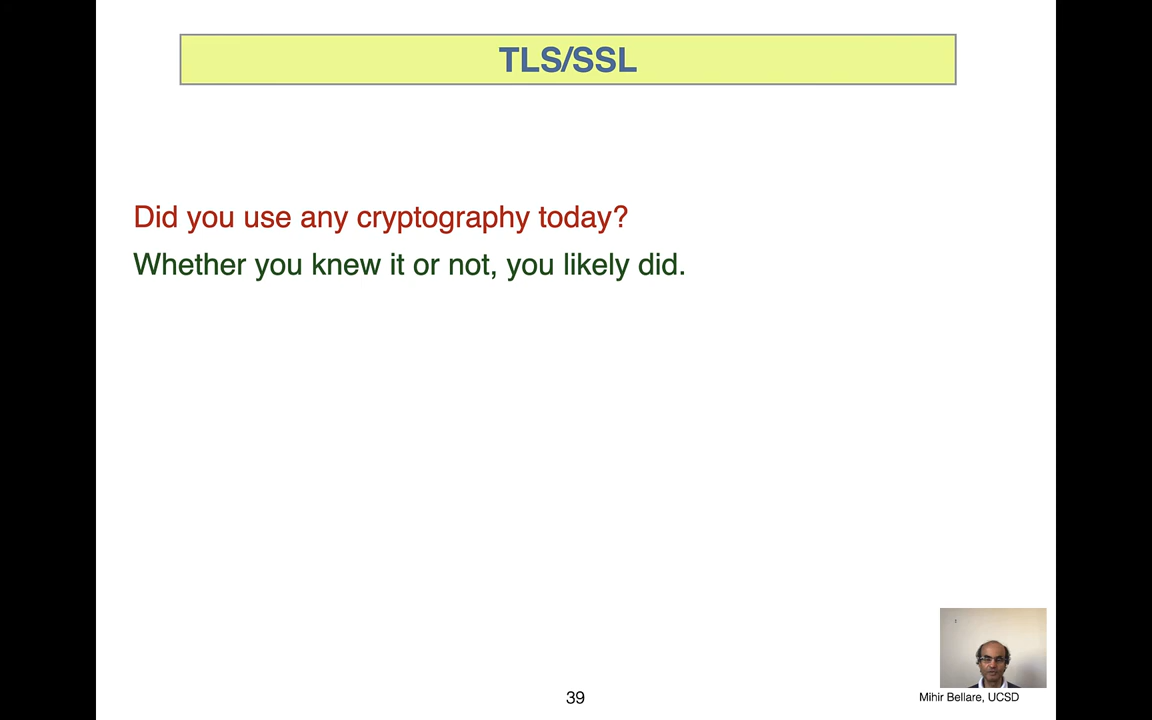 TLS/SSL
Did you use any cryptography today?
Whether you knew it or not, you likely did.
39
Mihir Bellare, UCSD